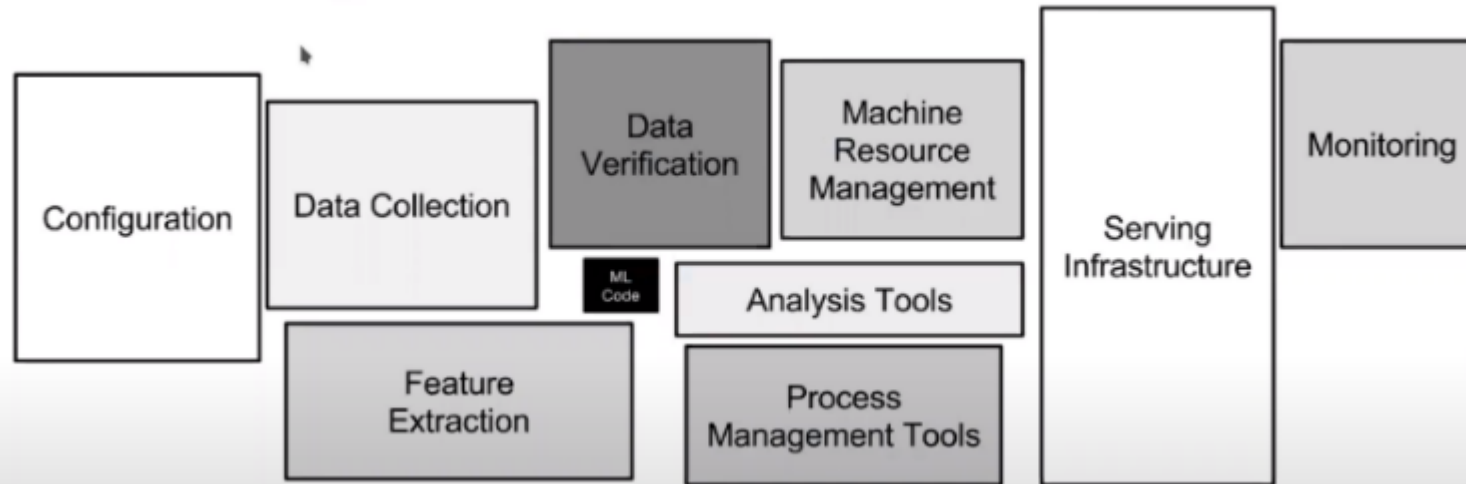 Configuration
Data Collection
Data
Verification
Machine
Resource
Management
Serving
Infrastructure
Monitoring
ML
Code
Analysis Tools
Feature
Extraction
Process
Management Tools